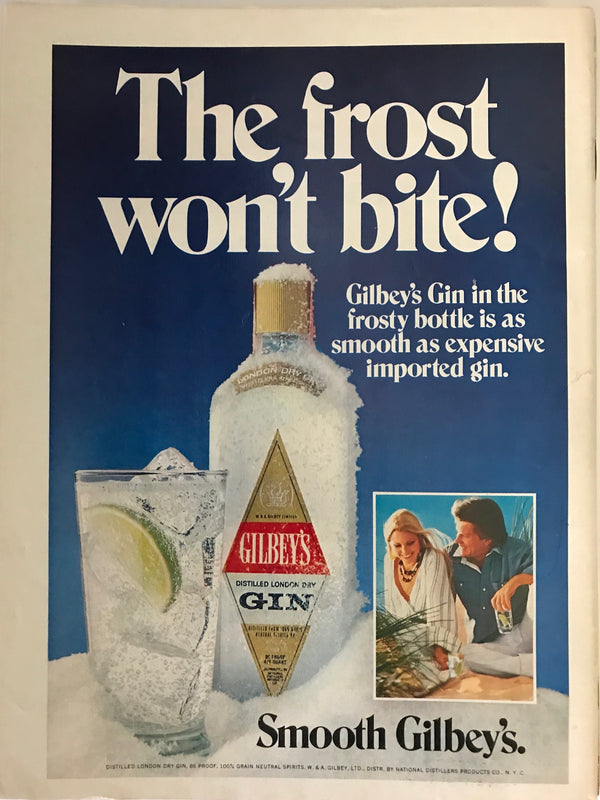 The frost
won't bite!
Gilbey's Gin in the
frosty bottle is as
smooth as expensive
imported gin.
LONDON DRY
W. & A. GILBEY LIMITED
GILBEY'S
DISTILLED LONDON DRY
GIN
Smooth Gilbey's.
DISTILLED LONDON DRY GIN, 86 PROOF, 100% GRAIN NEUTRAL SPIRITS. W. & A. GILBEY, LTD., DISTR. BY NATIONAL DISTILLERS PRODUCTS CO., N. Y. C.